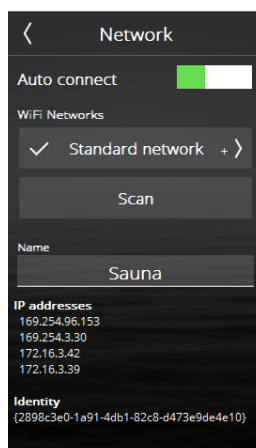 Network
Auto connect
WiFi Networks
Standard network +
Scan
Name
Sauna
IP addresses
169.254.96.153
169.254.3.30
172.16.3.42
172.16.3.39
Identity
{2898c3e0-1a91-4db1-82c8-d473e9de4e10}